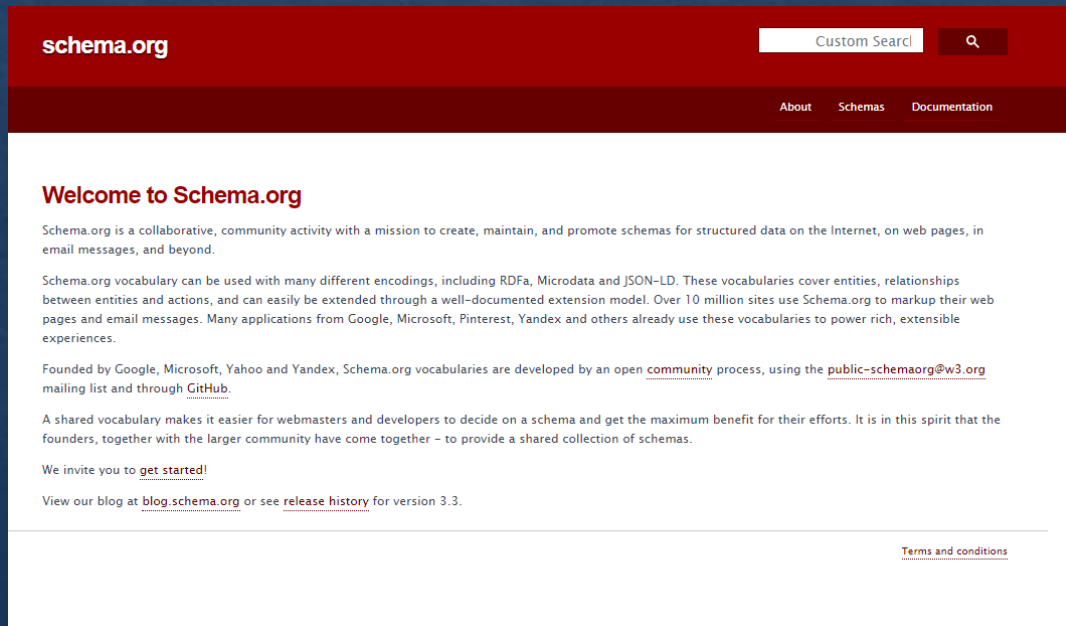 schema.org
Custom Searc
About Schemas Documentation
Welcome to Schema.org
Schema.org is a collaborative, community activity with a mission to create, maintain, and promote schemas for structured data on the Internet, on web pages, in
email messages, and beyond.
Schema.org vocabulary can be used with many different encodings, including RDFa, Microdata and JSON-LD. These vocabularies cover entities, relationships
between entities and actions, and can easily be extended through a well-documented extension model. Over 10 million sites use Schema.org to markup their web
pages and email messages. Many applications from Google, Microsoft, Pinterest, Yandex and others already use these vocabularies to power rich, extensible
experiences.
Founded by Google, Microsoft, Yahoo and Yandex, Schema.org vocabularies are developed by an open community process, using the public-schemaorg@w3.org
mailing list and through GitHub.
A shared vocabulary makes it easier for webmasters and developers to decide on a schema and get the maximum benefit for their efforts. It is in this spirit that the
founders, together with the larger community have come together - to provide a shared collection of schemas.
We invite you to get started!
View our blog at blog.schema.org or see release history for version 3.3.
Terms and conditions